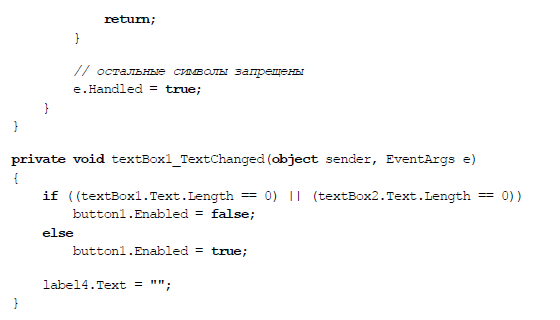 return;
}
// остальные символы запрещены
e.Handled = true;
}
}
private void textBox1_TextChanged(object sender, EventArgs e)
{
if ((textBox1.Text.Length == 0) || (textBox2.Text.Length == 0))
button1.Enabled = false;
else
button1.Enabled = true;
label4.Text = "";
}